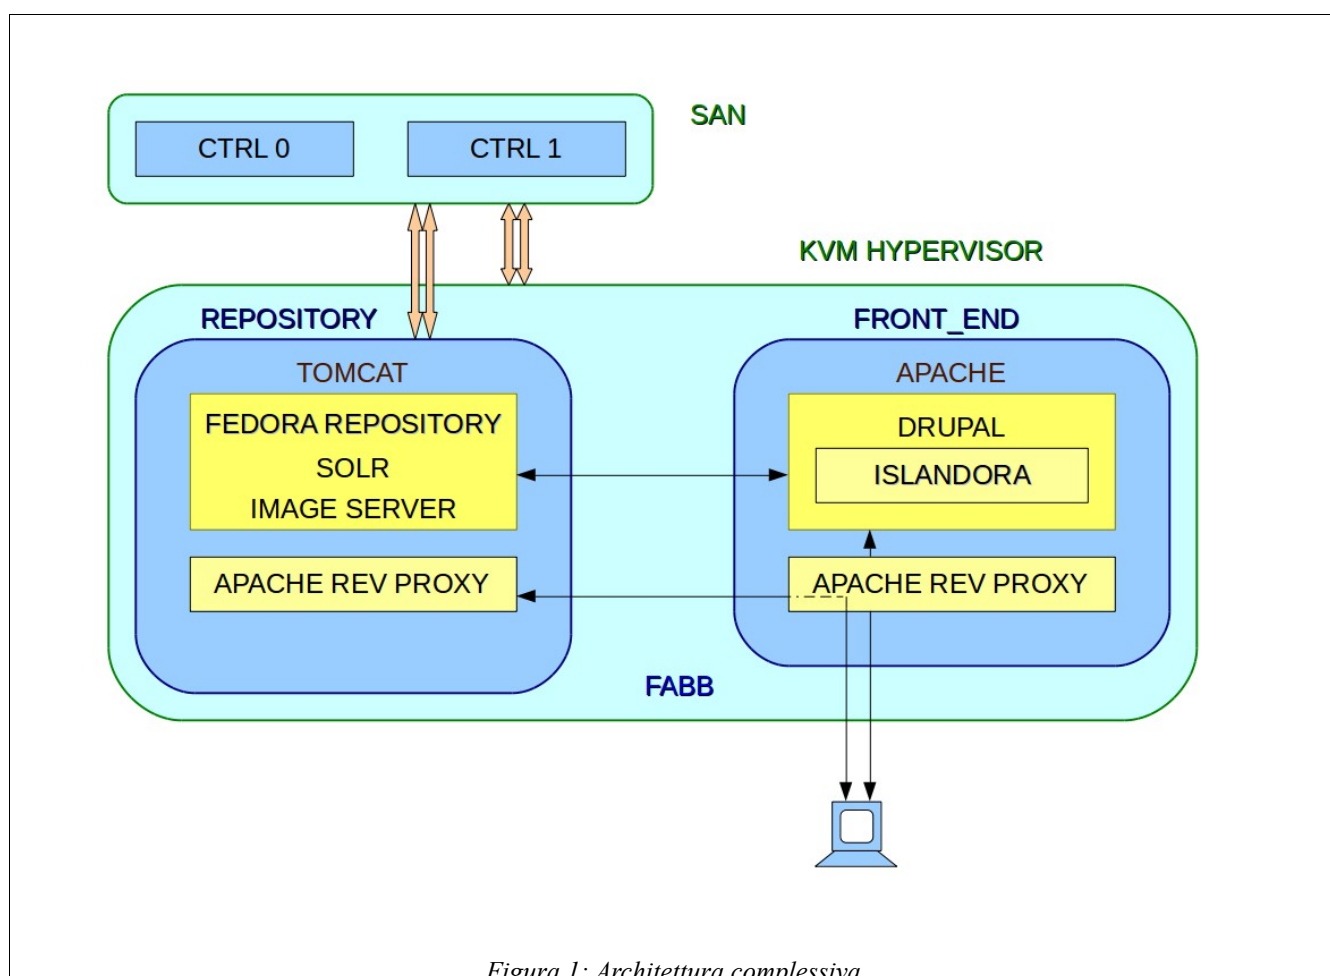 SAN
CTRL 0
CTRL 1
KVM HYPERVISOR
REPOSITORY
FRONT_END
TOMCAT
FEDORA REPOSITORY
SOLR
IMAGE SERVER
APACHE REV PROXY
APACHE
DRUPAL
ISLANDORA
APACHE REV PROXY
FABB
Figura 1: Architettura complessiva